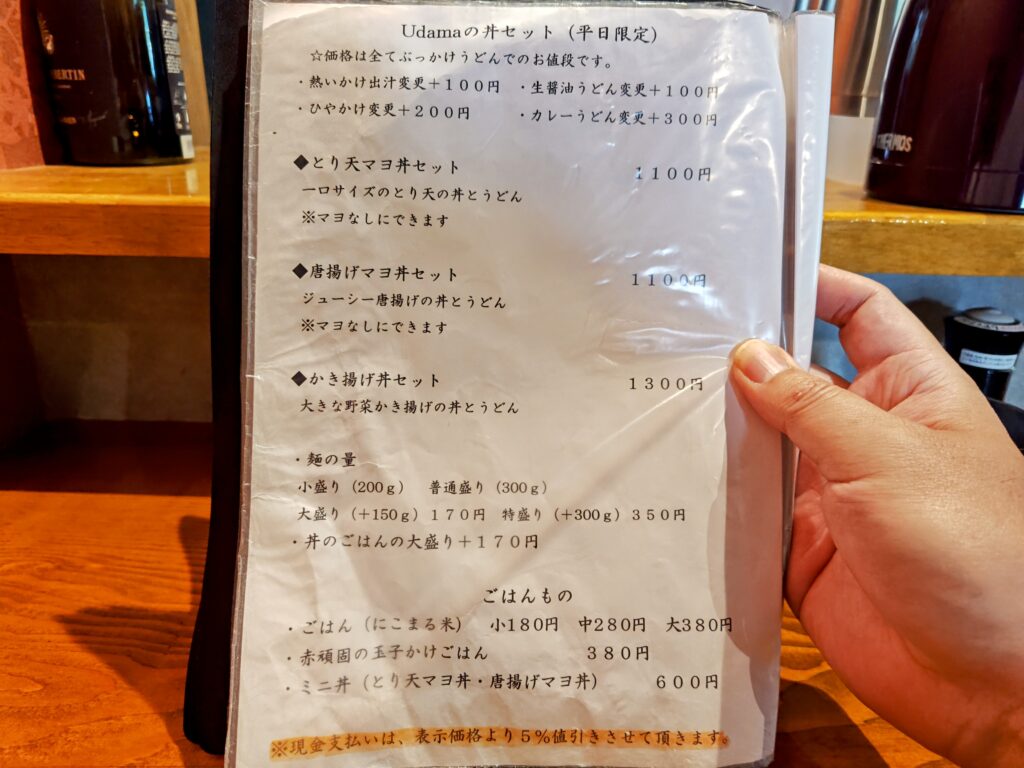 Udamaの丼セット（平日限定）
☆価格は全てぶっかけうどんでのお値段です。
・熱いかけ出汁変更＋１００円　・生醤油うどん変更＋１００円
・ひやかけ変更＋２００円　・カレーうどん変更＋３００円
◆とり天マヨ丼セット　１１００円
一口サイズのとり天の丼とうどん
※マヨなしにできます
◆唐揚げマヨ丼セット　１１００円
ジューシー唐揚げの丼とうどん
※マヨなしにできます
◆かき揚げ丼セット　１３００円
大きな野菜かき揚げの丼とうどん
・麺の量
小盛り（200ｇ）　普通盛り（300ｇ）
大盛り（＋150ｇ）１７０円　特盛り（＋300ｇ）３５０円
・丼のごはんの大盛り＋１７０円
ごはんもの
・ごはん（にこまる米）　小180円　中280円　大380円
・赤頑固の玉子かけごはん　３８０円
・ミニ丼（とり天マヨ丼・唐揚げマヨ丼）　６００円
※現金支払いは、表示価格より５％値引きさせて頂きます。
THERMOS